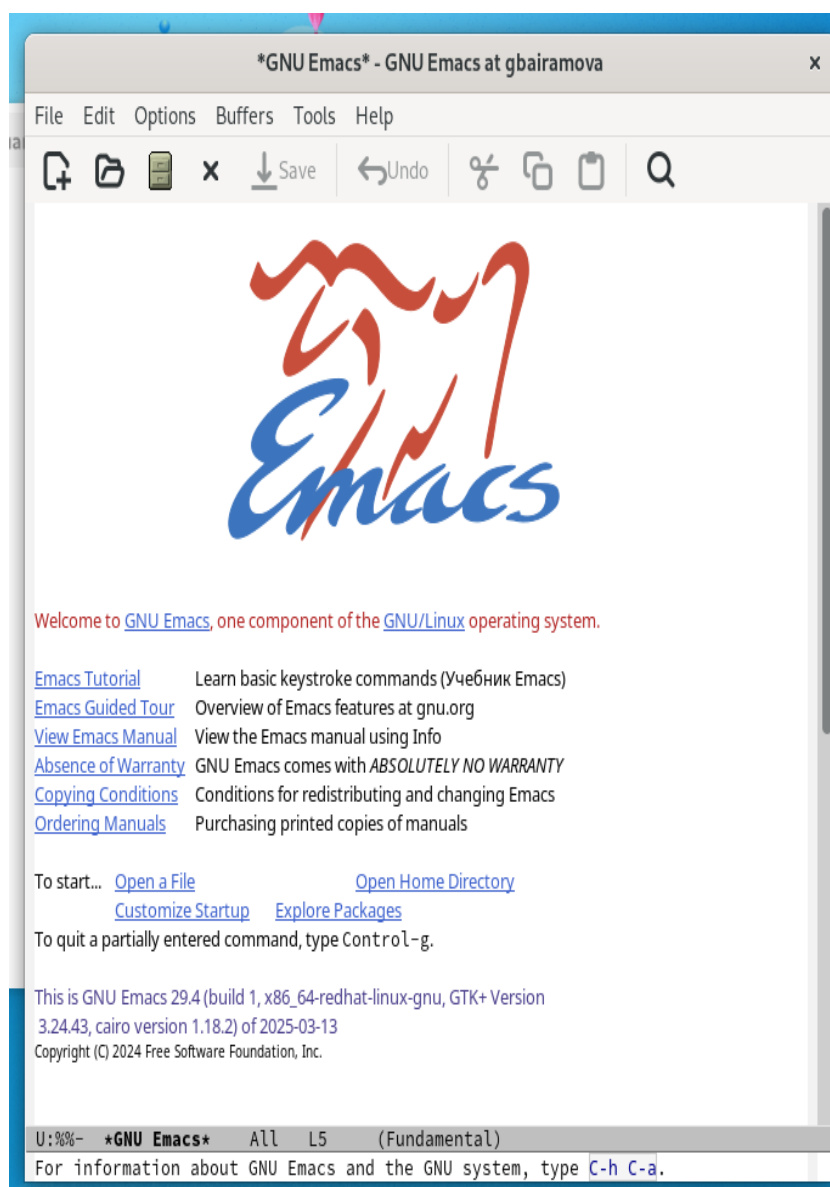 *GNU Emacs* - GNU Emacs at gbairamova
x
File Edit Options Buffers Tools Help
Save Undo
Emacs
Welcome to GNU Emacs, one component of the GNU/Linux operating system.
Emacs Tutorial Learn basic keystroke commands (Учебник Emacs)
Emacs Guided Tour Overview of Emacs features at gnu.org
View Emacs Manual View the Emacs manual using Info
Absence of Warranty GNU Emacs comes with ABSOLUTELY NO WARRANTY
Copying Conditions Conditions for redistributing and changing Emacs
Ordering Manuals Purchasing printed copies of manuals
To start... Open a File Open Home Directory
Customize Startup Explore Packages
To quit a partially entered command, type Control-g.
This is GNU Emacs 29.4 (build 1, x86_64-redhat-linux-gnu, GTK+ Version
3.24.43, cairo version 1.18.2) of 2025-03-13
Copyright (C) 2024 Free Software Foundation, Inc.
U:%%- *GNU Emacs* All L5 (Fundamental)
For information about GNU Emacs and the GNU system, type C-h C-a.